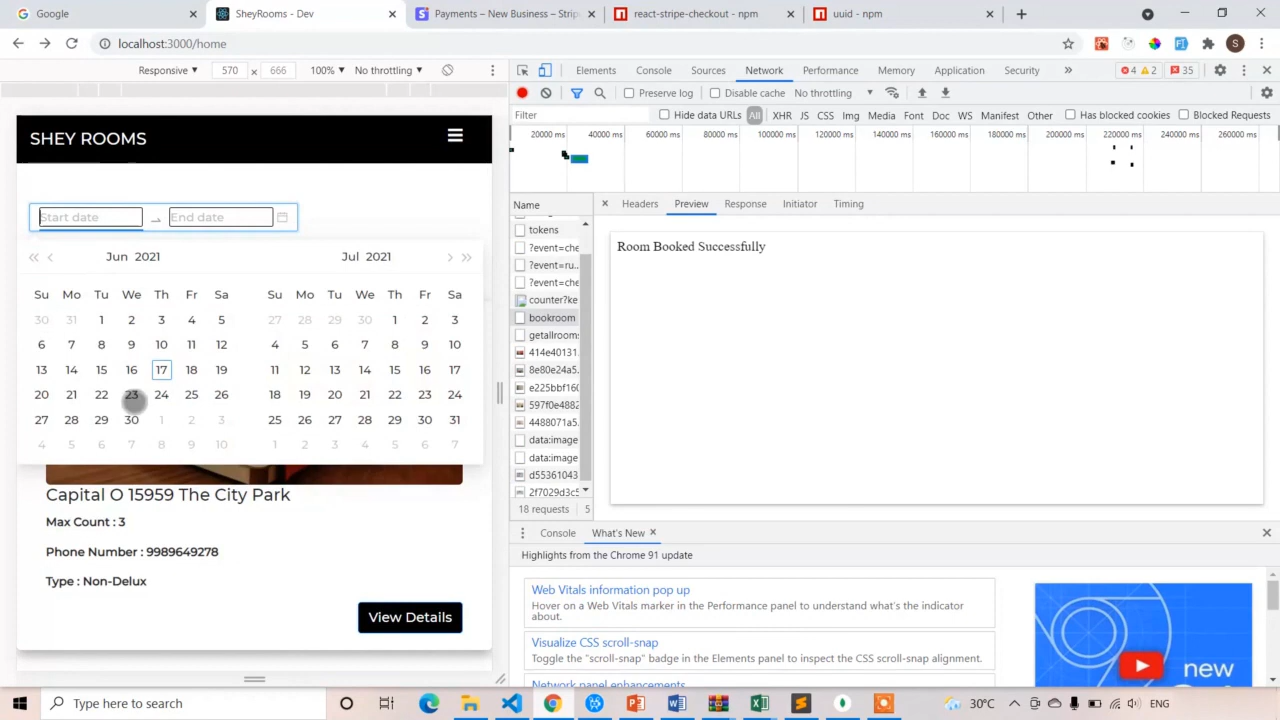 Google
SheyRooms - Dev
Payments – New Business – Strip
react-stripe-checkout - npm
uuid - npm
localhost:3000/home
S
Responsive 570 × 666 100% No throttling
Elements Console Sources Network Performance Memory Application Security 4 2 35
Preserve log Disable cache No throttling
Filter Hide data URLs All XHR JS CSS Img Media Font Doc WS Manifest Other Has blocked cookies Blocked Requests
20000 ms 40000 ms 60000 ms 80000 ms 100000 ms 120000 ms 140000 ms 160000 ms 180000 ms 200000 ms 220000 ms 240000 ms 260000 ms
SHEY ROOMS
Start date End date
Jun 2021 Jul 2021
Su Mo Tu We Th Fr Sa Su Mo Tu We Th Fr Sa
30 31 1 2 3 4 5 27 28 29 30 1 2 3
6 7 8 9 10 11 12 4 5 6 7 8 9 10
13 14 15 16 17 18 19 11 12 13 14 15 16 17
20 21 22 23 24 25 26 18 19 20 21 22 23 24
27 28 29 30 1 2 3 25 26 27 28 29 30 31
4 5 6 7 8 9 10 1 2 3 4 5 6 7
Capital O 15959 The City Park
Max Count : 3
Phone Number : 9989649278
Type : Non-Delux
View Details
Name
tokens
?event=che
?event=ru...
?event=che
counter?ke
bookroom
getallrooms
414e40131.
8e80e24a5.
e225bbf160
597f0e4882
4488071a5.
data:image
data:image
d55361043
2f7029d3c5
18 requests 5
Headers Preview Response Initiator Timing
Room Booked Successfully
Console What's New
Highlights from the Chrome 91 update
Web Vitals information pop up
Hover on a Web Vitals marker in the Performance panel to understand what's the indicator
about.
Visualize CSS scroll-snap
Toggle the "scroll-snap" badge in the Elements panel to inspect the CSS scroll-snap alignment.
Network panel enhancements
new
Type here to search
30°C
ENG